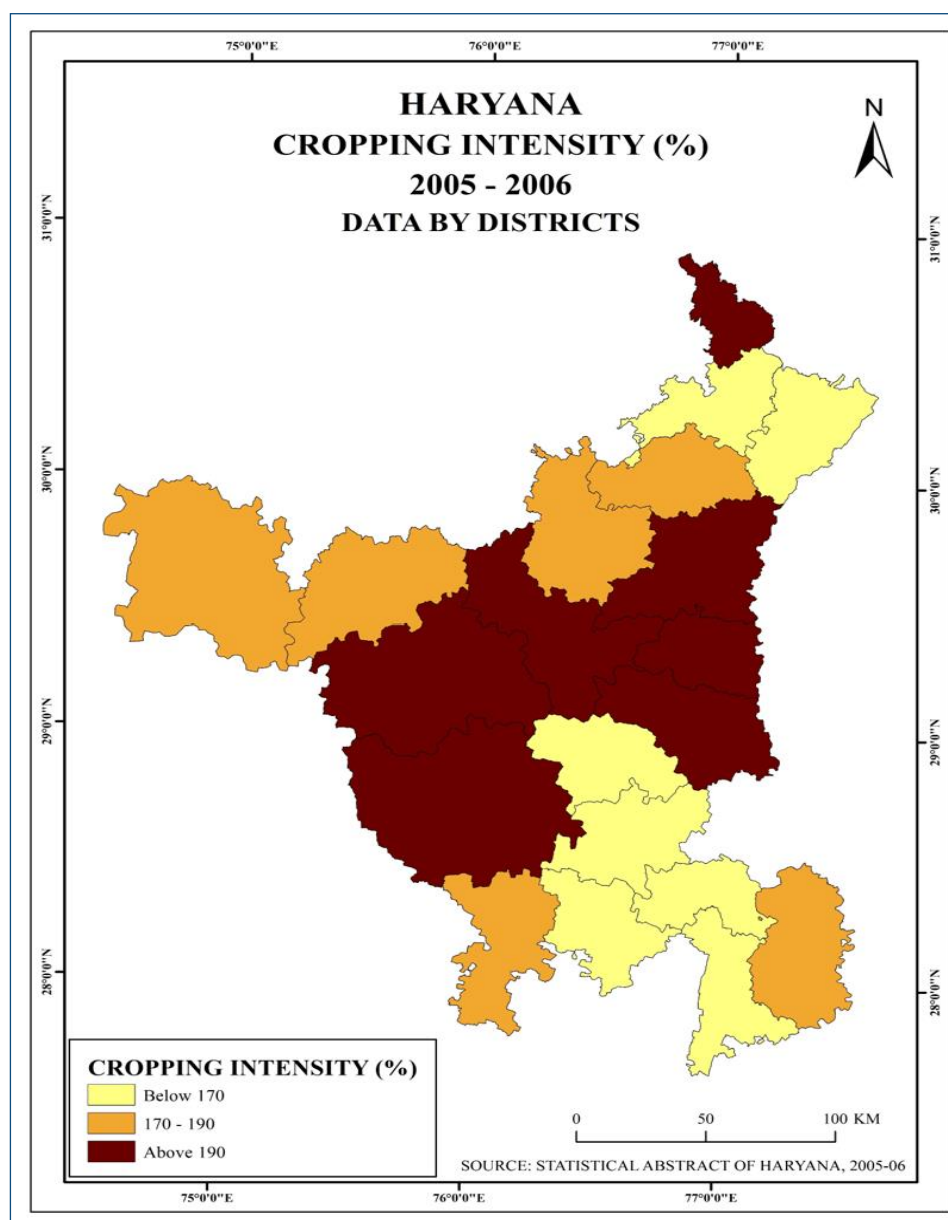 75°0'0"E 76°0'0"E 77°0'0"E
HARYANA
CROPPING INTENSITY (%)
2005 - 2006
DATA BY DISTRICTS
N
31°0'0"N
31°0'0"N
30°0'0"N
30°0'0"N
29°0'0"N
29°0'0"N
28°0'0"N
28°0'0"N
CROPPING INTENSITY (%)
Below 170
170 - 190
Above 190
0 50 100 KM
SOURCE: STATISTICAL ABSTRACT OF HARYANA, 2005-06
75°0'0"E 76°0'0"E 77°0'0"E